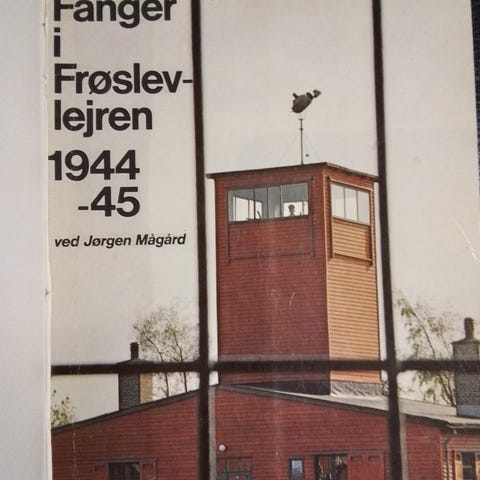 Fanger
i
Frøslev-
lejren
1944
-45
ved Jørgen Mågård